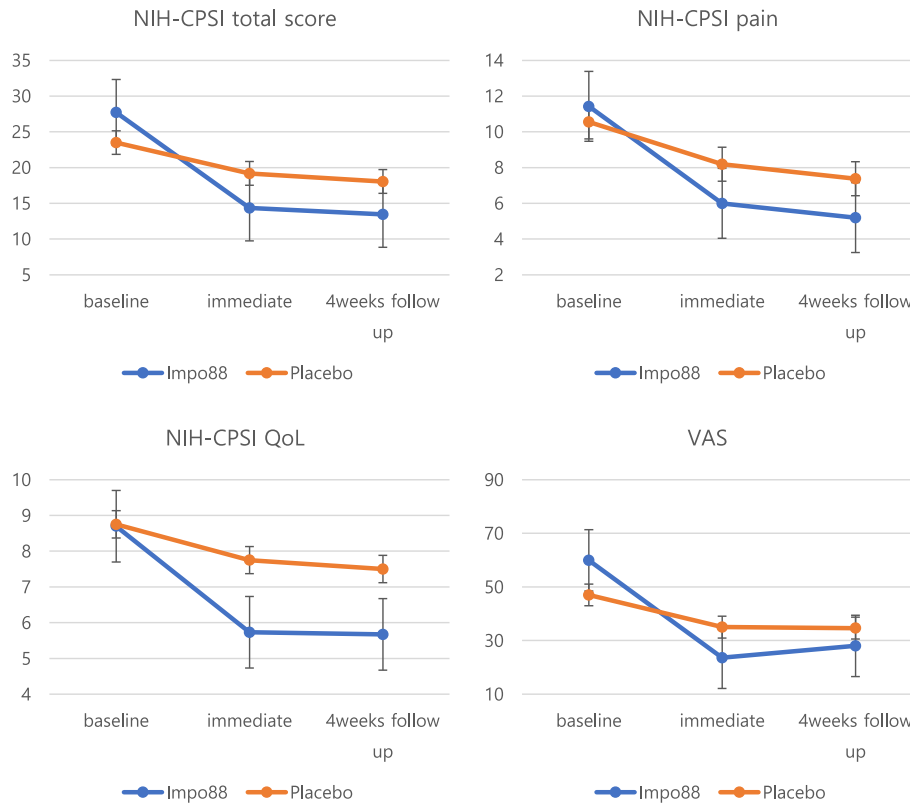 NIH-CPSI total score
35
30
25
20
15
10
5
baseline
immediate
4weeks follow
up
Impo88
Placebo
NIH-CPSI pain
14
12
10
8
6
4
2
baseline
immediate
4weeks follow
up
Impo88
Placebo
NIH-CPSI QoL
10
9
8
7
6
5
4
baseline
immediate
4weeks follow
up
Impo88
Placebo
VAS
90
70
50
30
10
baseline
immediate
4weeks follow
up
Impo88
Placebo